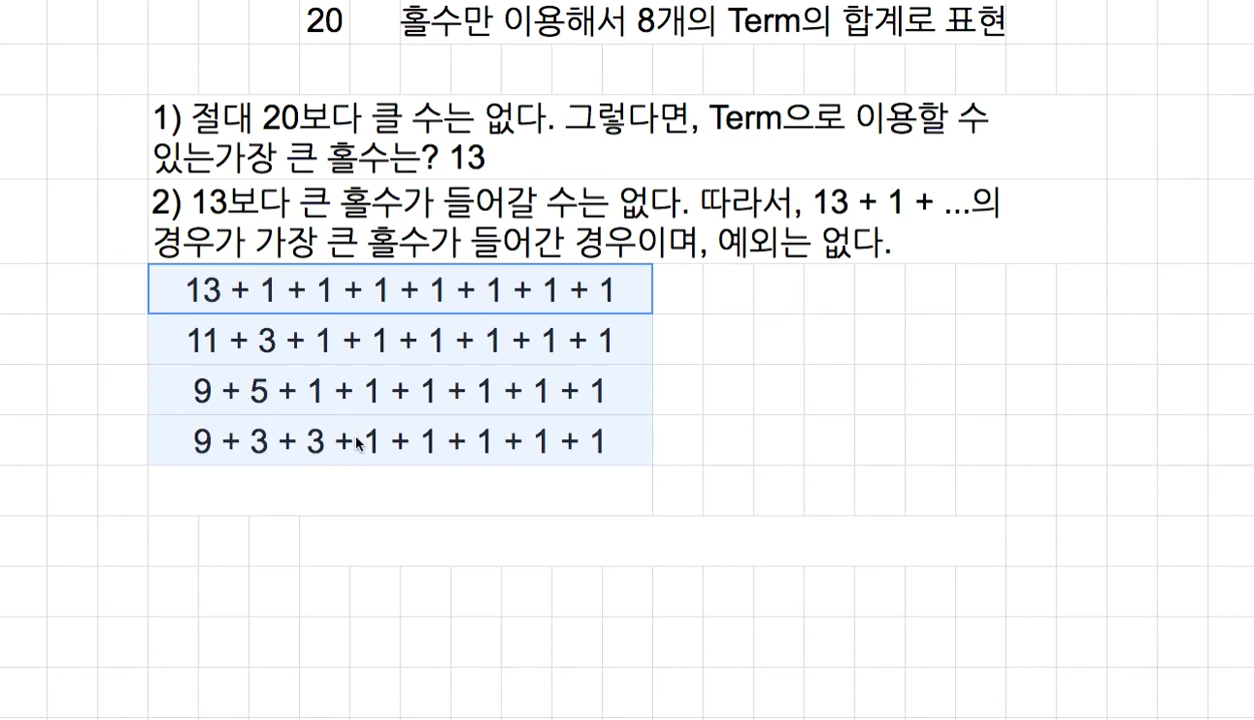 20 홀수만 이용해서 8개의 Term의 합계로 표현
1) 절대 20보다 클 수는 없다. 그렇다면, Term으로 이용할 수
있는가장 큰 홀수는? 13
2) 13보다 큰 홀수가 들어갈 수는 없다. 따라서, 13 + 1 + ...의
경우가 가장 큰 홀수가 들어간 경우이며, 예외는 없다.
13 + 1 + 1 + 1 + 1 + 1 + 1 + 1
11 + 3 + 1 + 1 + 1 + 1 + 1 + 1
9 + 5 + 1 + 1 + 1 + 1 + 1 + 1
9 + 3 + 3 + 1 + 1 + 1 + 1 + 1